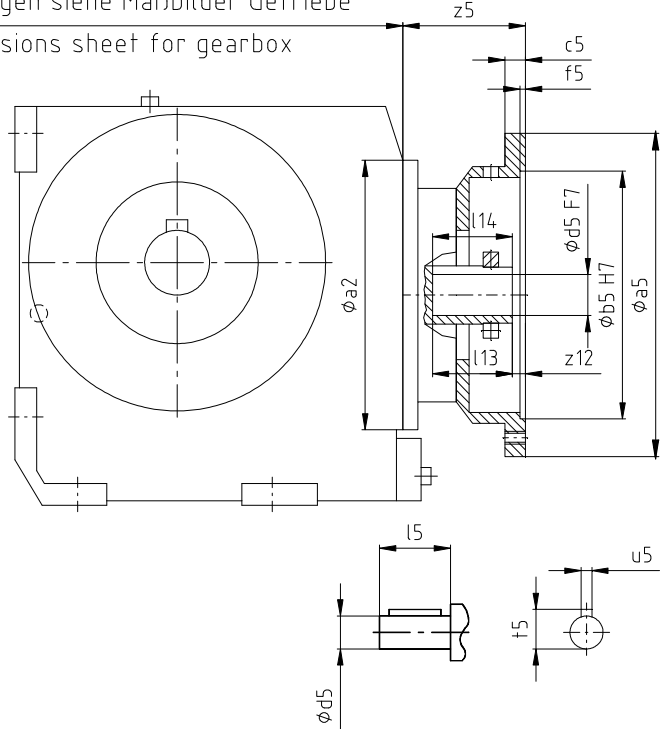 siehe Maßbilder Getriebe
sheet for gearbox
z5
c5
f5
l14
Φd5 F7
Φb5 H7
Φa5
Φa2
l13
z12
l5
u5
t5
Φd5